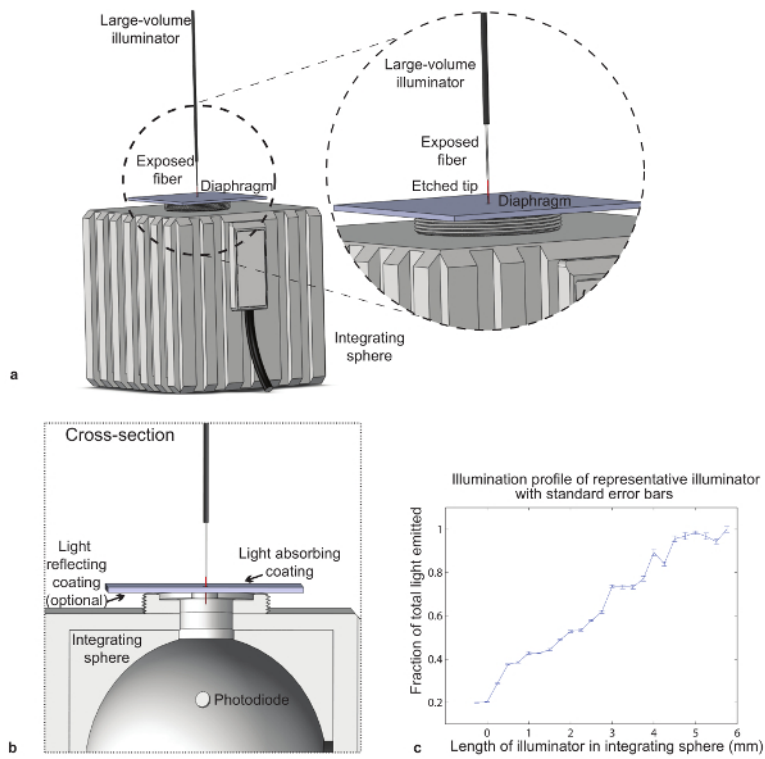 Large-volume
illuminator
Exposed
fiber
Diaphragm
Large-volume
illuminator
Exposed
fiber
Etched tip
Diaphragm
Integrating
sphere
a
Cross-section
Light
reflecting
coating
(optional)
Light absorbing
coating
Integrating
sphere
Photodiode
b
Illumination profile of representative illuminator
with standard error bars
Fraction of total light emitted
1
0.8
0.6
0.4
0.2
0 1 2 3 4 5 6
Length of illuminator in integrating sphere (mm)
c